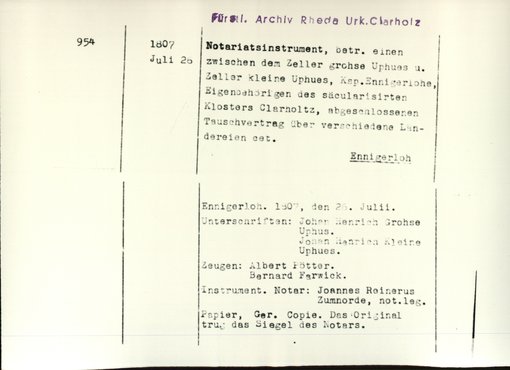 Fürstl. Archiv Rheda Urk. Clarholz
954
1807
Juli 26
Notariatsinstrument, betr. einen
zwischen dem Zeller grohse Uphues u.
Zeller kleine Uphues, Ksp. Ennigerlohe,
Eigenbehörigen des säcularisirten
Klosters Clarholtz, abgeschlossenen
Tauschvertrag über verschiedene Län-
dereien cet.
Ennigerloh
Ennigerloh. 1807, den 26. Julii.
Unterschriften: Johan Henrich Grohse
Uphus.
Johan Henrich Kleine
Uphues.
Zeugen: Albert Pötter.
Bernard Farwick.
Instrument. Notar: Joannes Reinerus
Zumnorde, not.leg.
Papier, Ger. Copie. Das Original
trug das Siegel des Notars.